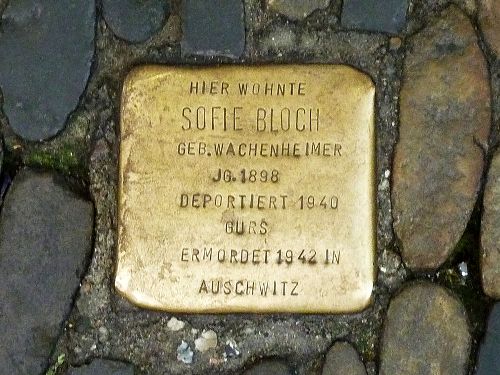 HIER WOHNTE
SOFIE BLOCH
GEB. WACHENHEIMER
JG. 1898
DEPORTIERT 1940
GURS
ERMORDET 1942 IN
AUSCHWITZ